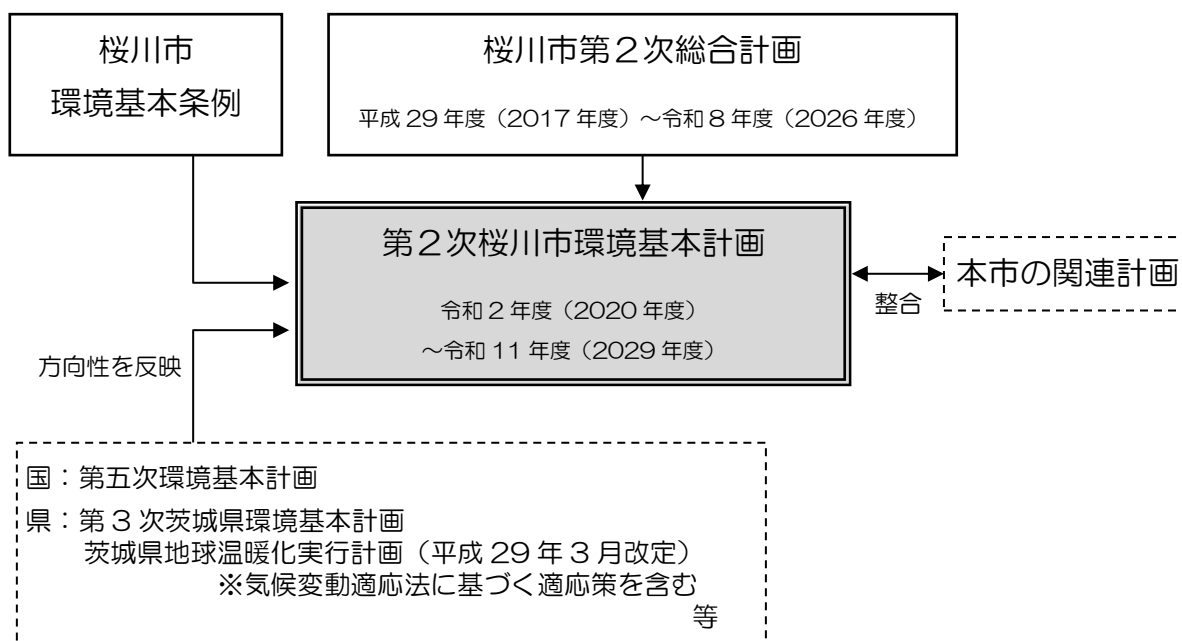 桜川市
環境基本条例
桜川市第２次総合計画
平成 29 年度（2017 年度）～令和 8 年度（2026 年度）
第２次桜川市環境基本計画
令和 2 年度（2020 年度）
～令和 11 年度（2029 年度）
本市の関連計画
整合
方向性を反映
国：第五次環境基本計画
県：第 3 次茨城県環境基本計画
茨城県地球温暖化実行計画（平成 29 年 3 月改定）
※気候変動適応法に基づく適応策を含む
等